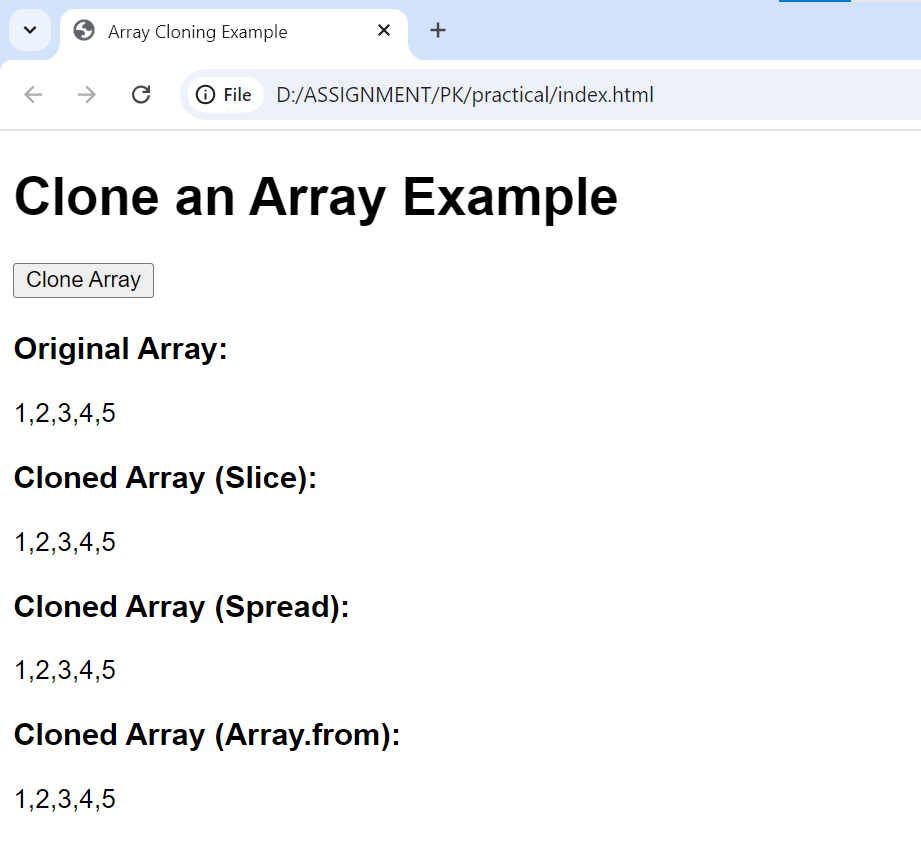 Array Cloning Example
File D:/ASSIGNMENT/PK/practical/index.html
Clone an Array Example
Clone Array
Original Array:
1,2,3,4,5
Cloned Array (Slice):
1,2,3,4,5
Cloned Array (Spread):
1,2,3,4,5
Cloned Array (Array.from):
1,2,3,4,5